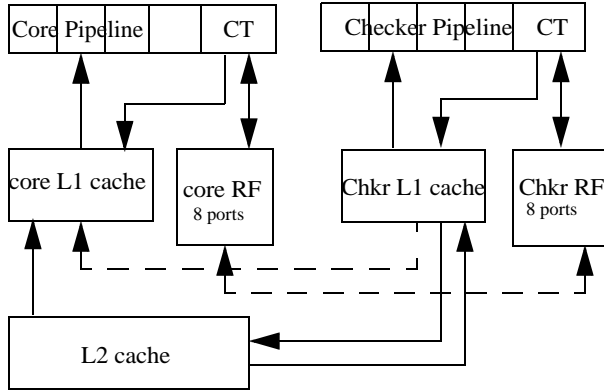 Core Pipeline CT
Checker Pipeline CT
core L1 cache
core RF
8 ports
Chkr L1 cache
Chkr RF
8 ports
L2 cache